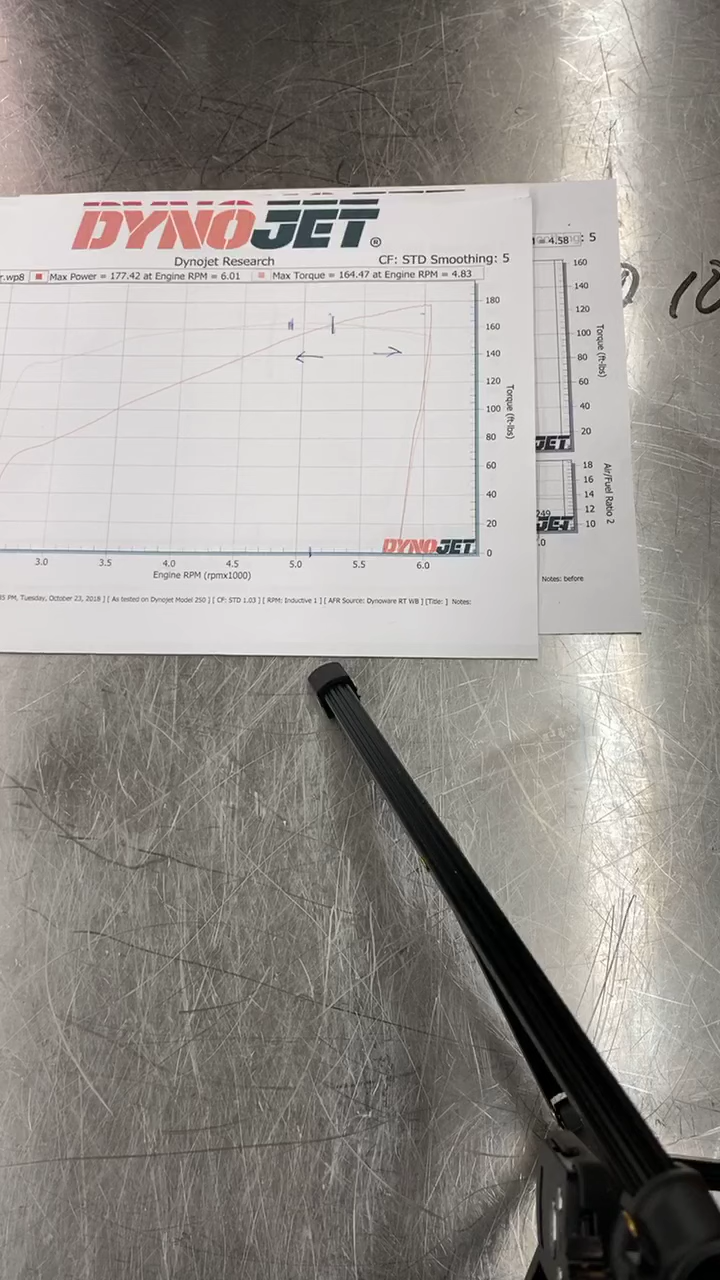 DYNOJET®
Dynojet Research
CF: STD Smoothing: 5
r.wp8 Max Power = 177.42 at Engine RPM = 6.01 Max Torque = 164.47 at Engine RPM = 4.83
180
160
140
120
100
80
60
40
20
0
Torque (ft-lbs)
DYNOJET
3.0 3.5 4.0 4.5 5.0 5.5 6.0
Engine RPM (rpmx1000)
PM, Tuesday, October 23, 2018 ] [ As tested on Dynojet Model 250 ] [ CF: STD 1.03 ] [ RPM: Inductive 1 ] [ AFR Source: Dynoware RT WB ] [Title: ] Notes:
= 4.58
: 5
160
140
120
100
80
60
40
20
Torque (ft-lbs)
JET
18
16
14
12
10
Air/Fuel Ratio 2
249
JET
.0
Notes: before
10